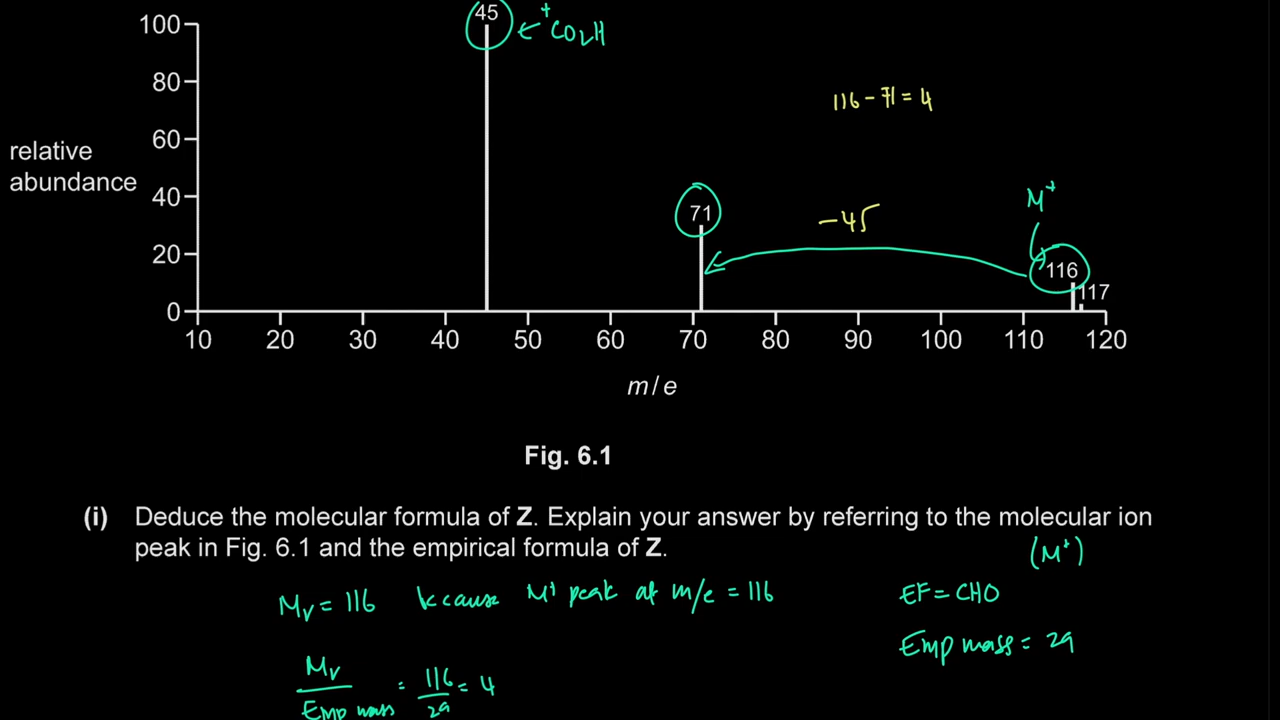 100
80
60
40
20
0
relative
abundance
45
+
← CO2H
116 - 71 = 4
71
-45
M+
116
117
10 20 30 40 50 60 70 80 90 100 110 120
m / e
Fig. 6.1
(i) Deduce the molecular formula of Z. Explain your answer by referring to the molecular ion
peak in Fig. 6.1 and the empirical formula of Z.
(M+)
Mr = 116 because M+ peak at m/e = 116
EF = CHO
Emp mass = 29
Mr
Emp mass
= 116
29
= 4